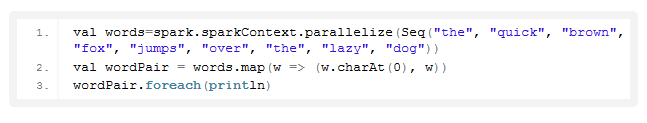 1. val words=spark.sparkContext.parallelize(Seq("the", "quick", "brown",
"fox", "jumps", "over", "the", "lazy", "dog"))
2. val wordPair = words.map(w => (w.charAt(0), w))
3. wordPair.foreach(println)